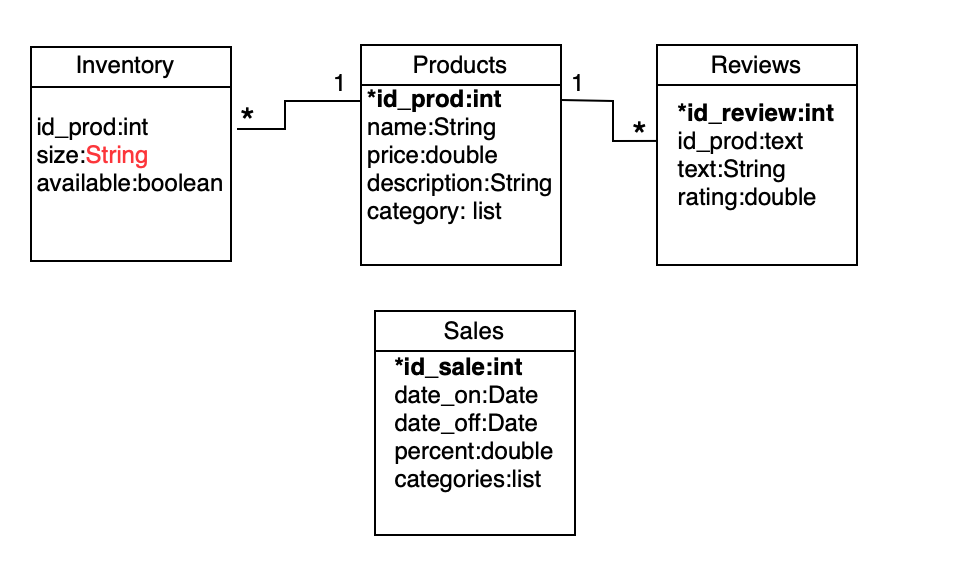 Inventory
id_prod:int
size:String
available:boolean
*
1
Products
*id_prod:int
name:String
price:double
description:String
category: list
1
*
Reviews
*id_review:int
id_prod:text
text:String
rating:double
Sales
*id_sale:int
date_on:Date
date_off:Date
percent:double
categories:list